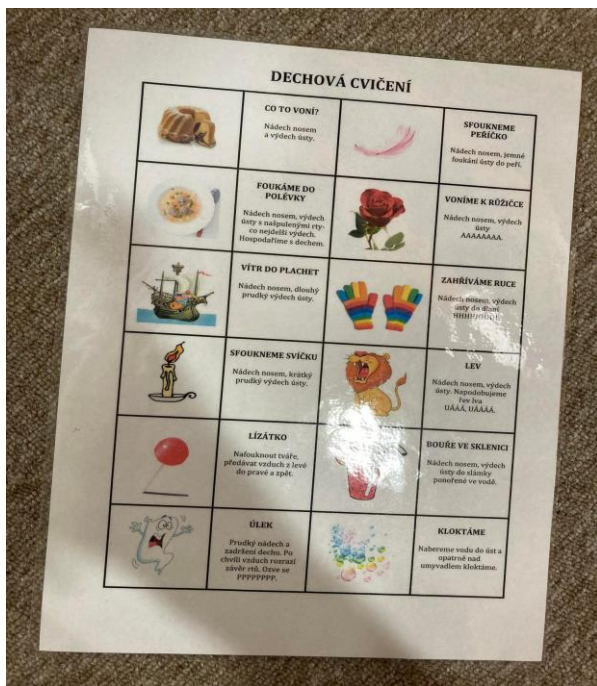 DECHOVÁ CVIČENÍ
CO TO VONÍ?
Nádech nosem
a výdech ústy.
SFOUKNEME
PEŘÍČKO
Nádech nosem, jemné
foukání ústy do peří.
FOUKÁME DO
POLÉVKY
Nádech nosem, výdech
ústy s našpulenými rty-
co nejdelší výdech.
Hospodaříme s dechem.
VONÍME K RŮŽIČCE
Nádech nosem, výdech
ústy
AAAAAAAA.
VÍTR DO PLACHET
Nádech nosem, dlouhý
prudký výdech ústy.
ZAHŘÍVÁME RUCE
Nádech nosem, výdech
ústy do dlaní
SFOUKNEME SVÍČKU
Nádech nosem, krátký
prudký výdech ústy.
LEV
Nádech nosem, výdech
ústy. Napodobujeme
řev lva
UÁÁÁ, UÁÁÁÁ.
LÍZÁTKO
Nafouknout tváře,
předávat vzduch z levé
do pravé a zpět.
BOUŘE VE SKLENICI
Nádech nosem, výdech
ústy do slámky
ponořené ve vodě.
ÚLEK
Prudký nádech a
zadržení dechu. Po
chvíli vzduch rozrazí
závěr rtů. Ozve se
PPPPPPPP.
KLOKTÁME
Nabereme vodu do úst a
opatrně nad
umyvadlem kloktáme.